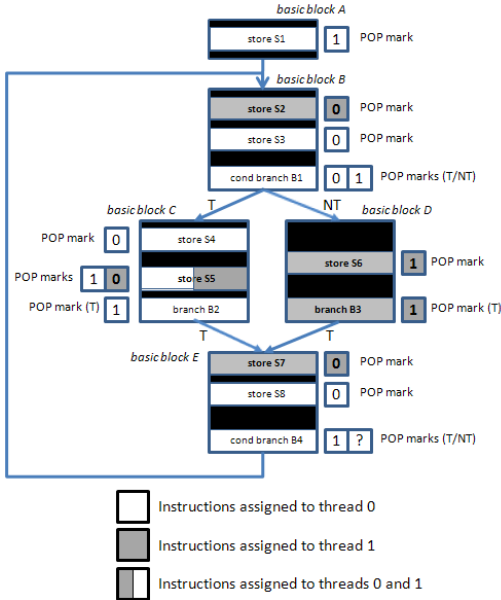 basic block A
store S1 1 POP mark
basic block B
store S2 0 POP mark
store S3 0 POP mark
cond branch B1 0 1 POP marks (T/NT)
T NT
basic block C basic block D
POP mark 0 store S4
store S6 1 POP mark
POP marks 1 0 store S5
POP mark (T) 1 branch B2
branch B3 1 POP mark (T)
T T
basic block E
store S7 0 POP mark
store S8 0 POP mark
cond branch B4 1 ? POP marks (T/NT)
Instructions assigned to thread 0
Instructions assigned to thread 1
Instructions assigned to threads 0 and 1